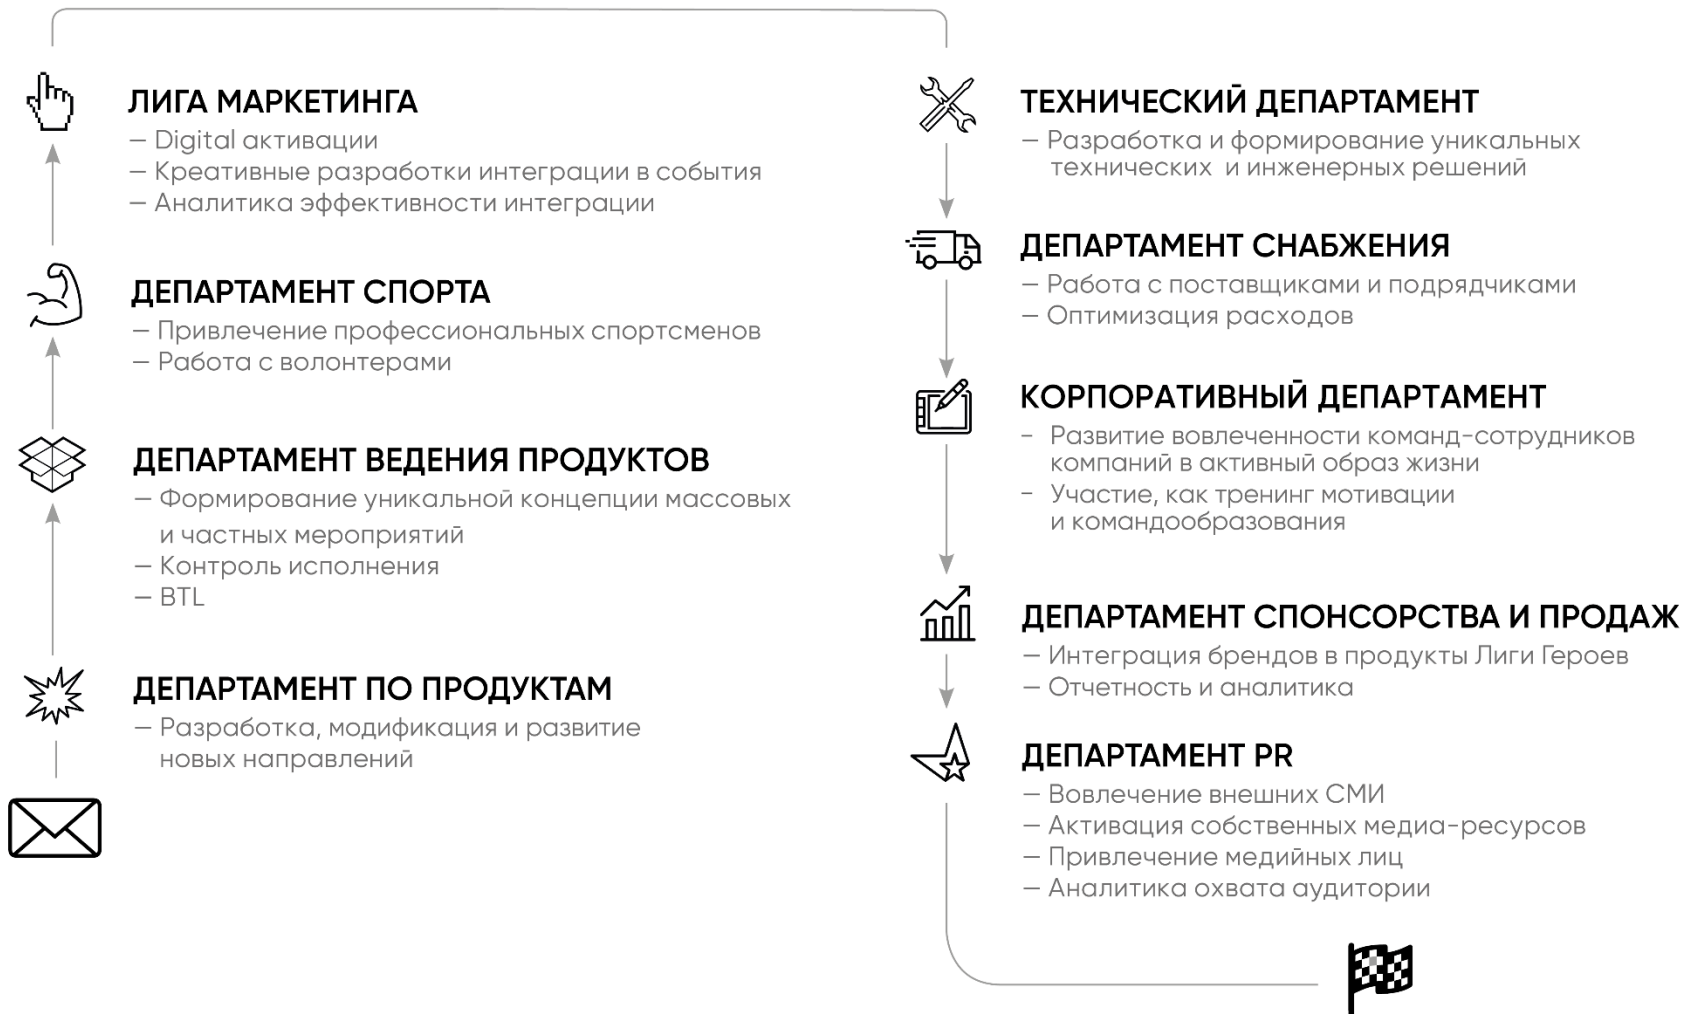 ЛИГА МАРКЕТИНГА
— Digital активации
— Креативные разработки интеграции в события
— Аналитика эффективности интеграции
ДЕПАРТАМЕНТ СПОРТА
— Привлечение профессиональных спортсменов
— Работа с волонтерами
ДЕПАРТАМЕНТ ВЕДЕНИЯ ПРОДУКТОВ
— Формирование уникальной концепции массовых
и частных мероприятий
— Контроль исполнения
— BTL
ДЕПАРТАМЕНТ ПО ПРОДУКТАМ
— Разработка, модификация и развитие
новых направлений
ТЕХНИЧЕСКИЙ ДЕПАРТАМЕНТ
— Разработка и формирование уникальных
технических и инженерных решений
ДЕПАРТАМЕНТ СНАБЖЕНИЯ
— Работа с поставщиками и подрядчиками
— Оптимизация расходов
КОРПОРАТИВНЫЙ ДЕПАРТАМЕНТ
- Развитие вовлеченности команд-сотрудников
компаний в активный образ жизни
- Участие, как тренинг мотивации
и командообразования
ДЕПАРТАМЕНТ СПОНСОРСТВА И ПРОДАЖ
— Интеграция брендов в продукты Лиги Героев
— Отчетность и аналитика
ДЕПАРТАМЕНТ PR
— Вовлечение внешних СМИ
— Активация собственных медиа-ресурсов
— Привлечение медийных лиц
— Аналитика охвата аудитории